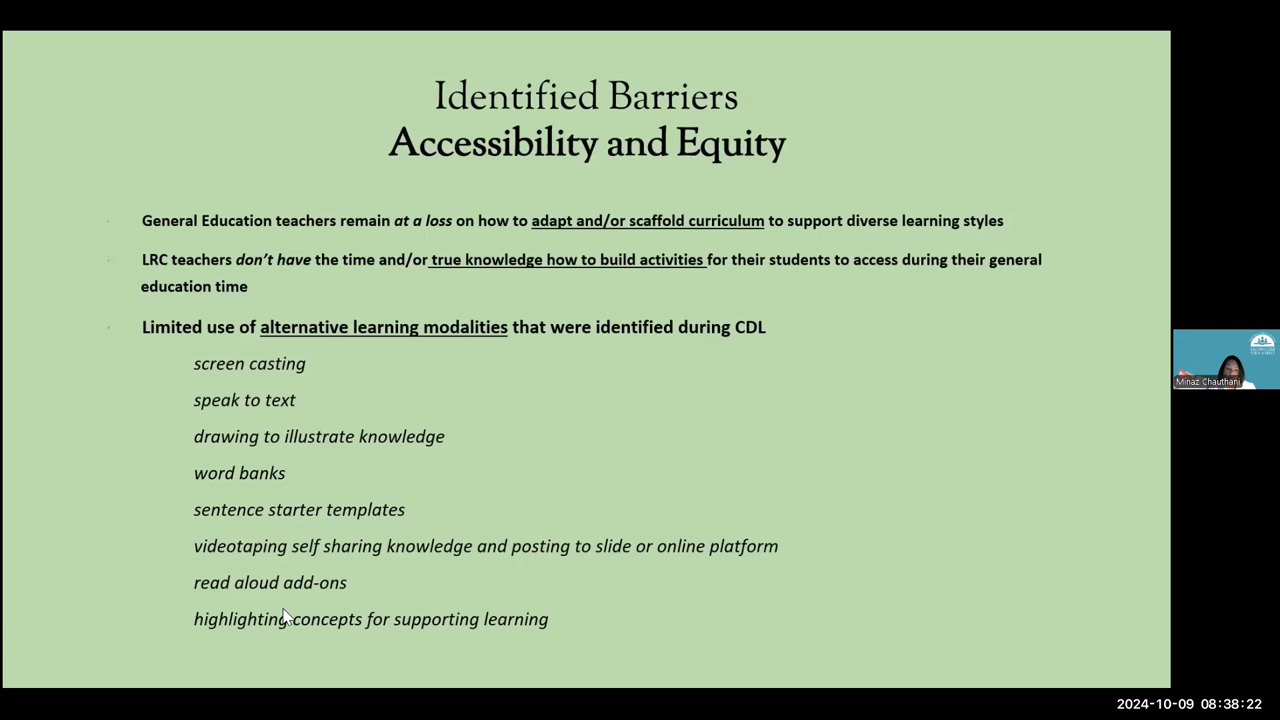 Identified Barriers
Accessibility and Equity
General Education teachers remain at a loss on how to adapt and/or scaffold curriculum to support diverse learning styles
LRC teachers don't have the time and/or true knowledge how to build activities for their students to access during their general
education time
Limited use of alternative learning modalities that were identified during CDL
screen casting
speak to text
drawing to illustrate knowledge
word banks
sentence starter templates
videotaping self sharing knowledge and posting to slide or online platform
read aloud add-ons
highlighting concepts for supporting learning
Minaz Chauthani
2024-10-09 08:38:22